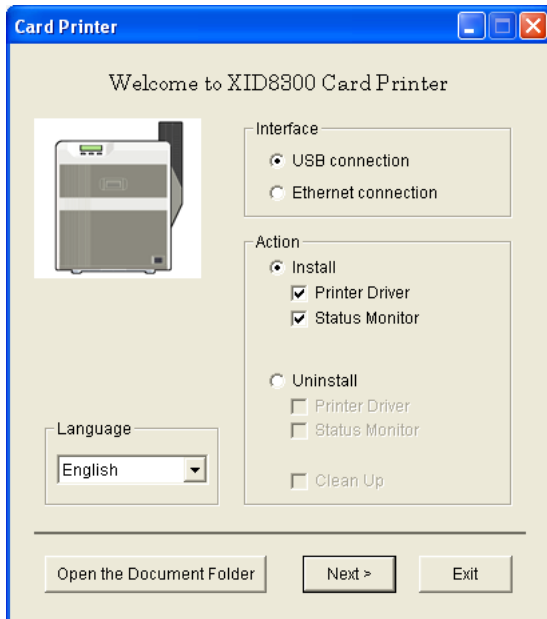 Card Printer
Welcome to XID8300 Card Printer
Interface
USB connection
Ethernet connection
Action
Install
Printer Driver
Status Monitor
Uninstall
Printer Driver
Status Monitor
Clean Up
Language
English
Open the Document Folder
Next >
Exit